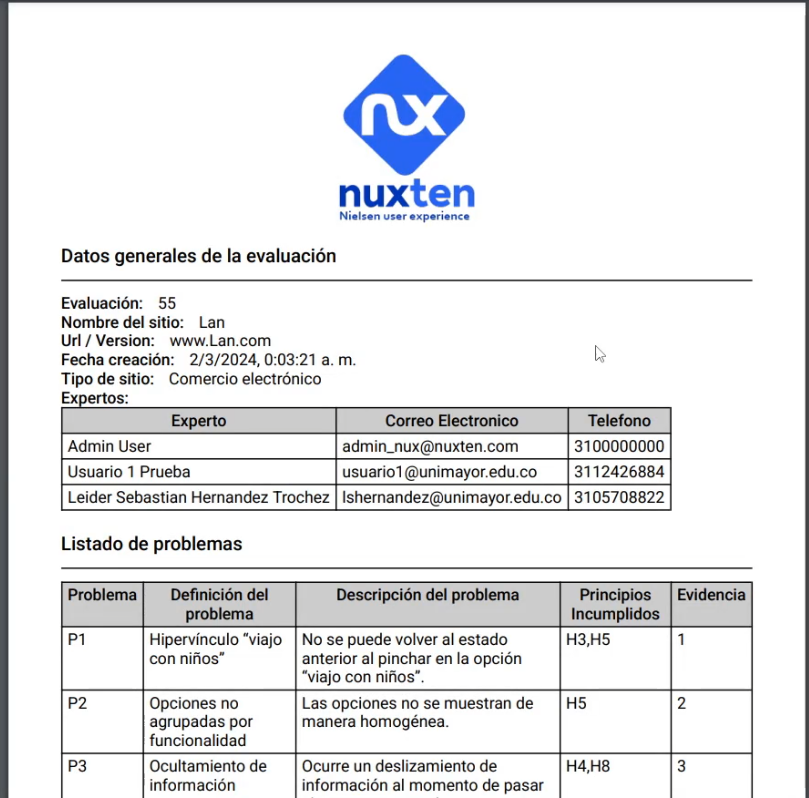 nx
nuxten
Nielsen user experience
Datos generales de la evaluación
Evaluación: 55
Nombre del sitio: Lan
Url / Version: www.Lan.com
Fecha creación: 2/3/2024, 0:03:21 a. m.
Tipo de sitio: Comercio electrónico
Expertos:
Experto Correo Electronico Telefono
Admin User admin_nux@nuxten.com 3100000000
Usuario 1 Prueba usuario1@unimayor.edu.co 3112426884
Leider Sebastian Hernandez Trochez lshernandez@unimayor.edu.co 3105708822
Listado de problemas
Problema Definición del problema Descripción del problema Principios Incumplidos Evidencia
P1 Hipervínculo “viajo con niños” No se puede volver al estado anterior al pinchar en la opción “viajo con niños”. H3,H5 1
P2 Opciones no agrupadas por funcionalidad Las opciones no se muestran de manera homogénea. H5 2
P3 Ocultamiento de información Ocurre un deslizamiento de información al momento de pasar H4,H8 3